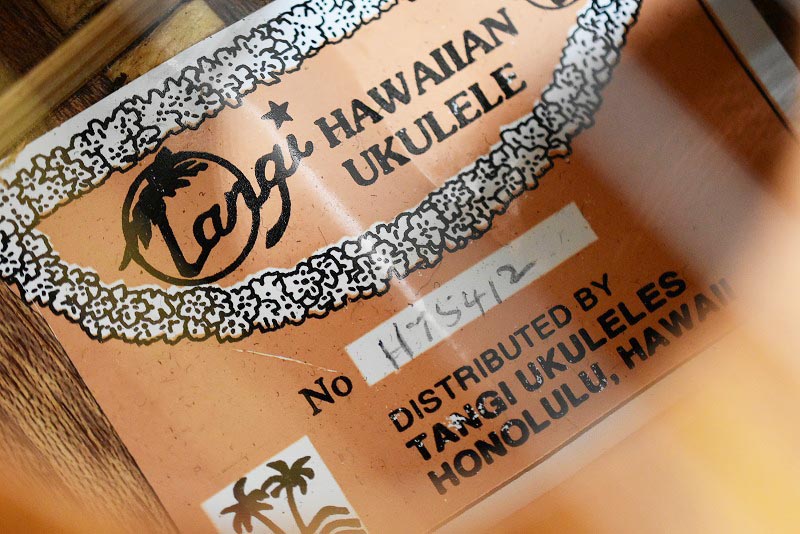 Tangi HAWAIIAN
UKULELE
No H75412
DISTRIBUTED BY
TANGI UKULELES
HONOLULU, HAWAII